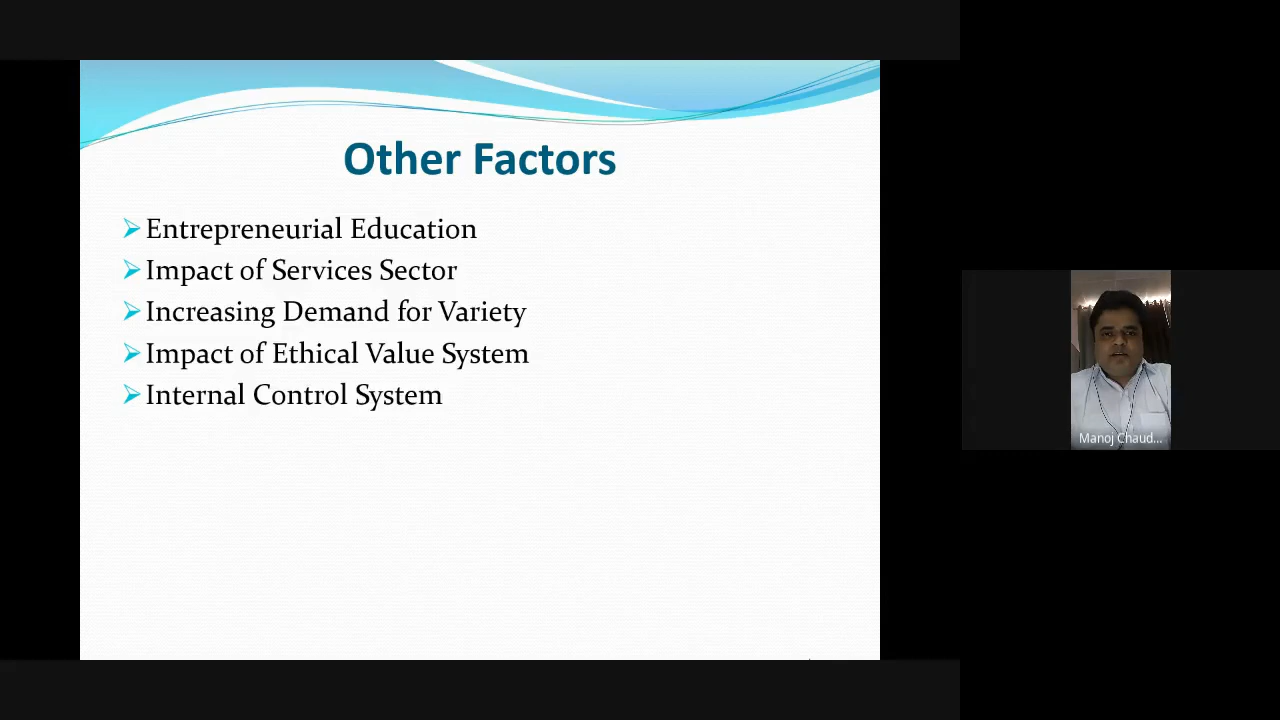 Other Factors
Entrepreneurial Education
Impact of Services Sector
Increasing Demand for Variety
Impact of Ethical Value System
Internal Control System
Manoj Chaud...